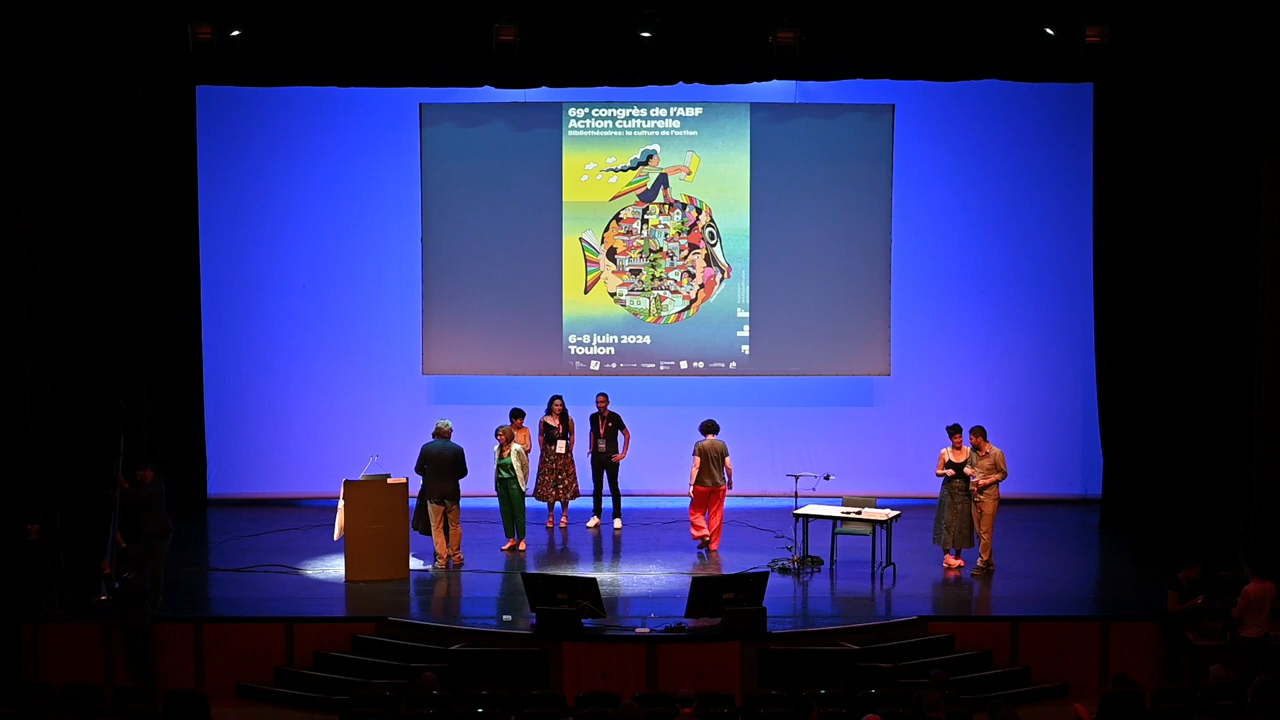 69e congrès de l'ABF
Action culturelle
Bibliothécaires : la culture de l'action
6-8 juin 2024
Toulon